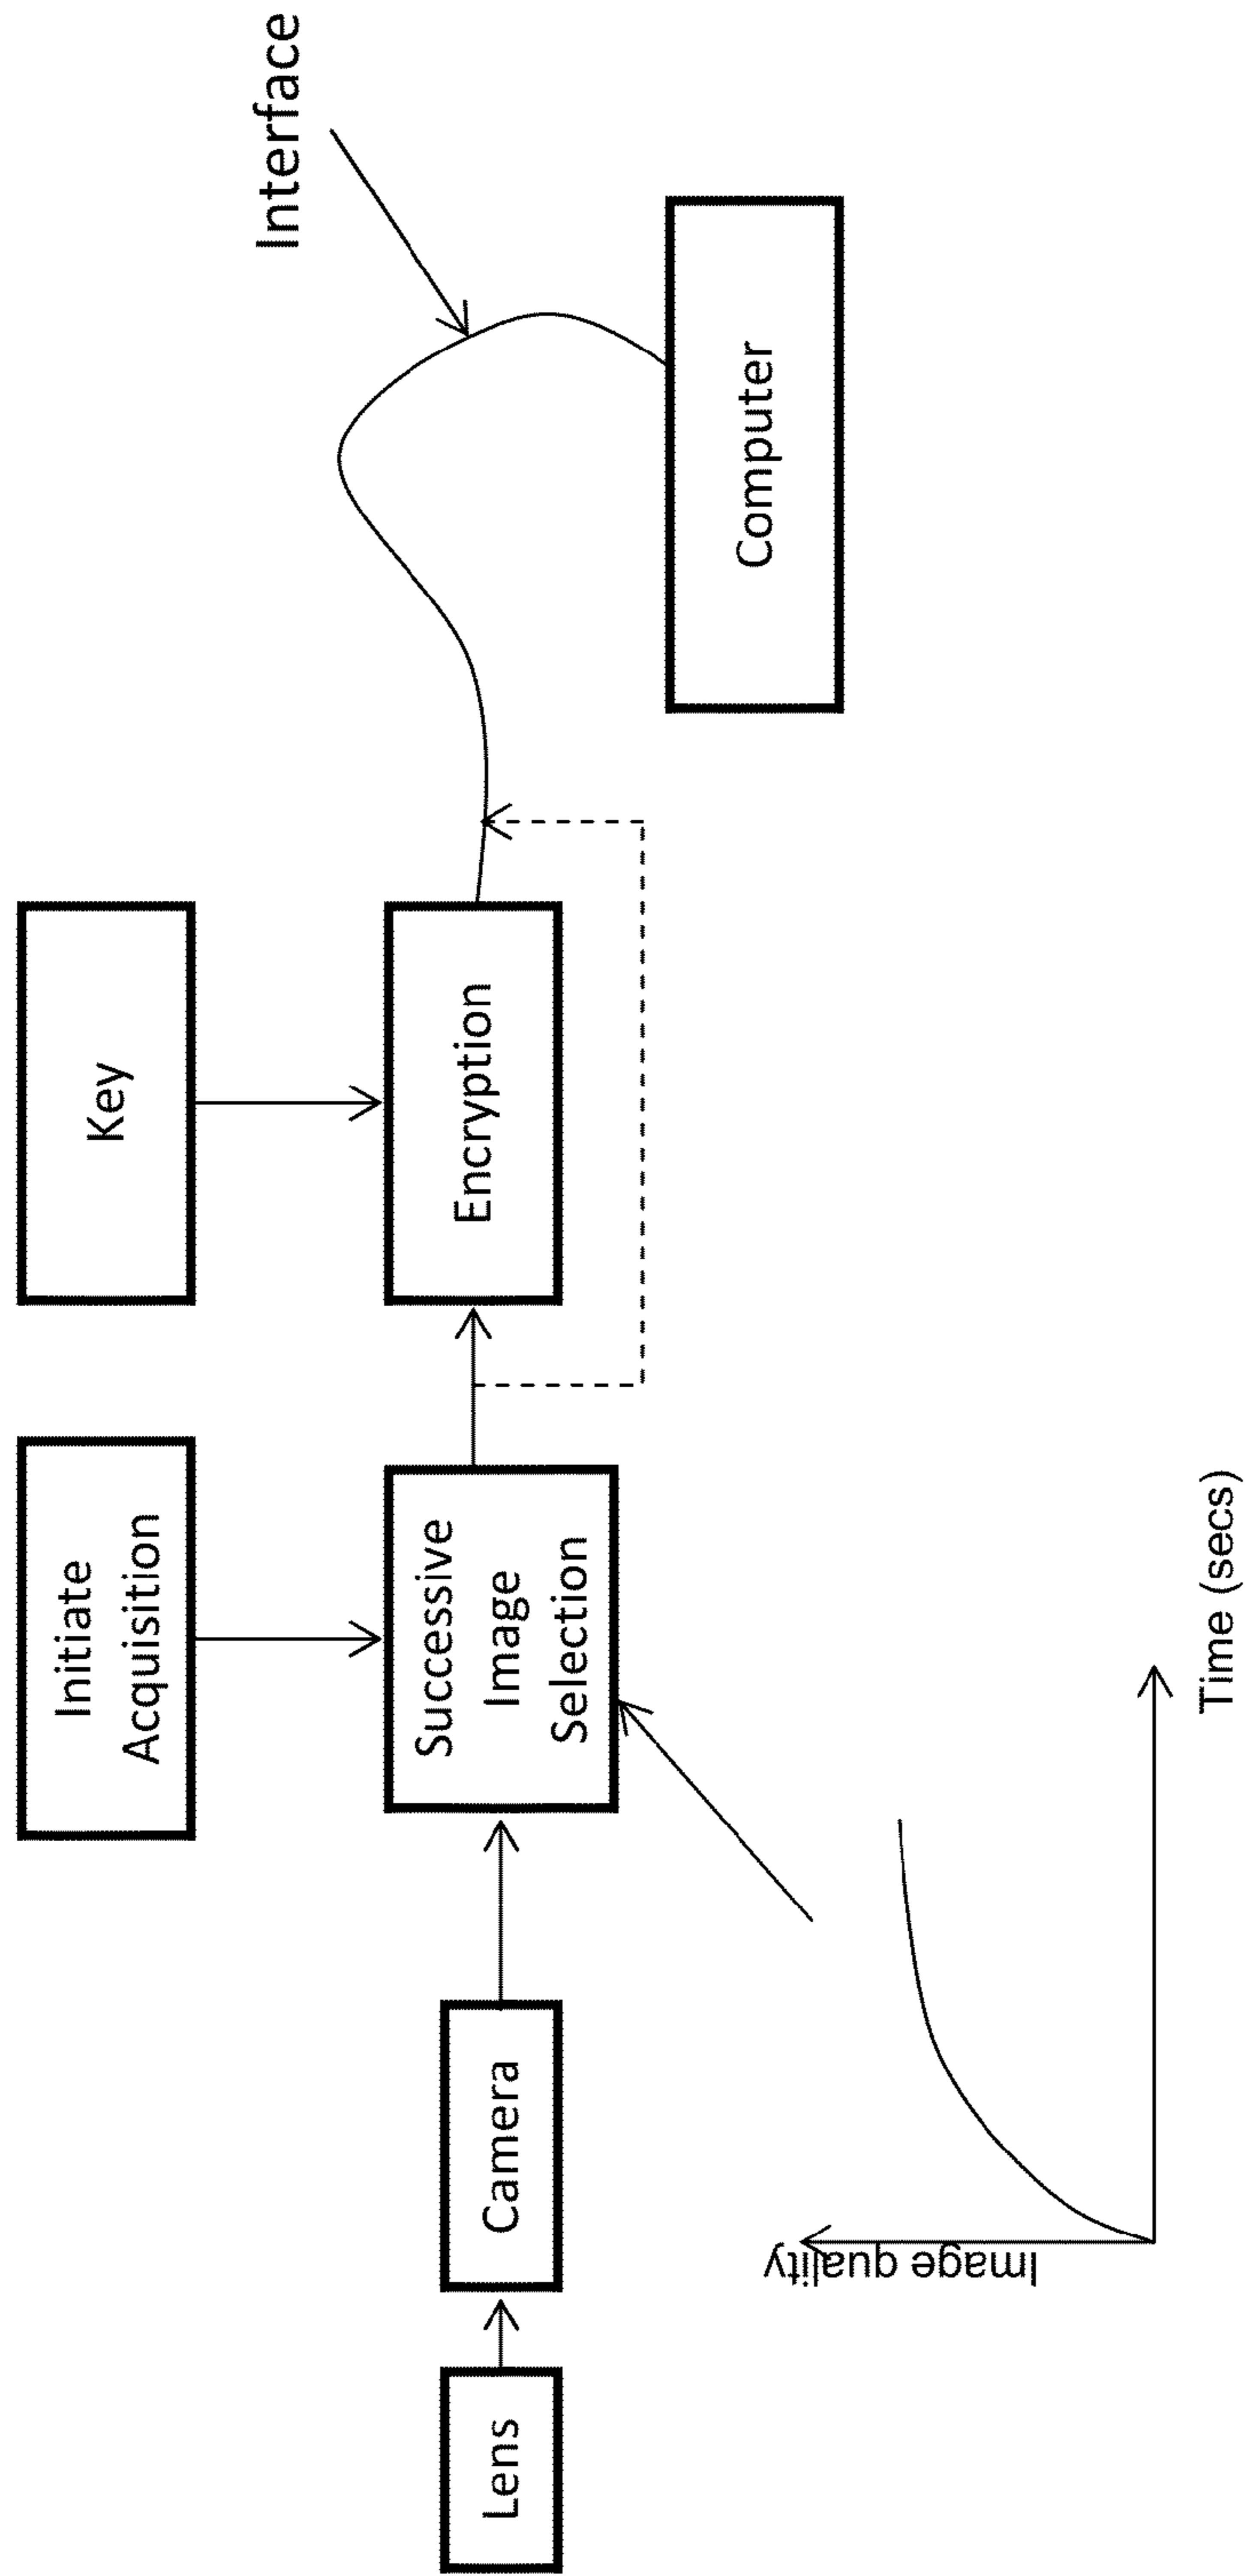 Initiate
Acquisition
Key
Interface
Lens
Camera
Successive
Image
Selection
Encryption
Computer
Image quality
Time (secs)